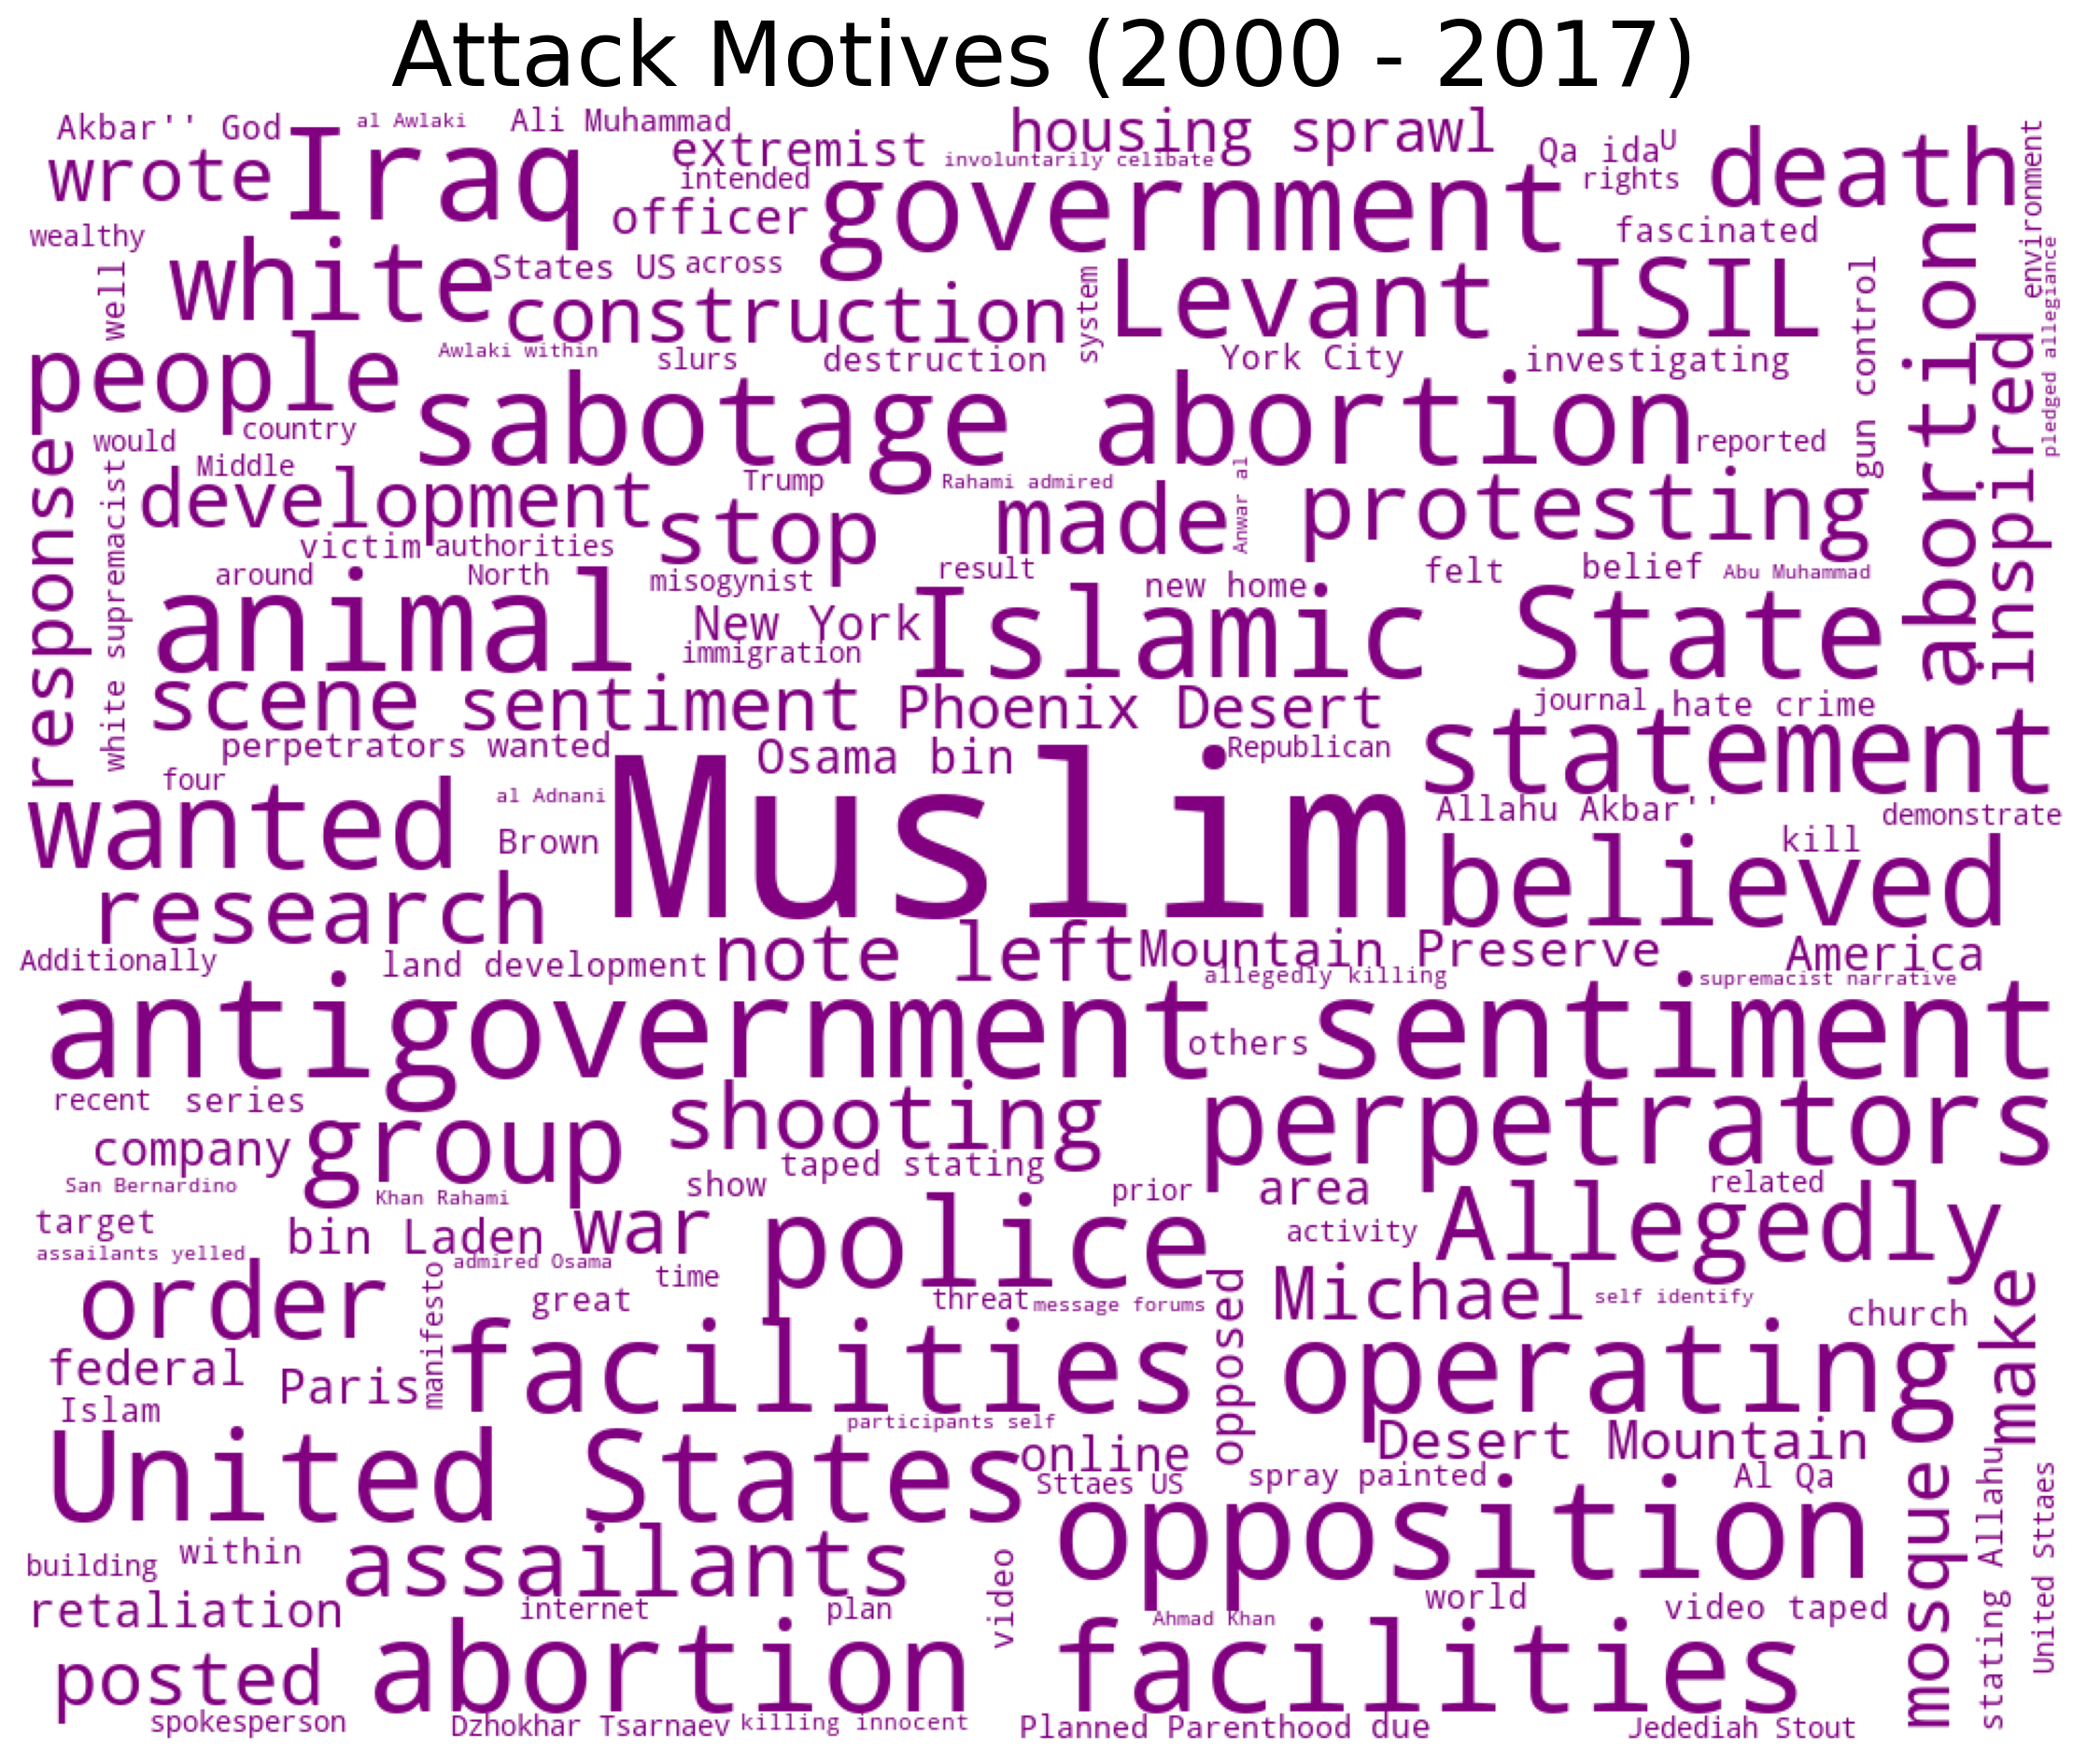 Attack Motives (2000 - 2017)
Akbar'' God
al Awlaki
Ali Muhammad
housing sprawl
wrote
Iraq
extremist
involuntarily celibate
Qa ida
U
death
environment
intended
rights
officer
government
fascinated
wealthy
white
States US
across
well
construction
system
Levant ISIL
gun control
abortion
pledged allegiance
people
Awlaki within
slurs
destruction
York City
investigating
inspired
sabotage abortion
would
country
reported
response
white supremacist
Middle
development
Trump
Rahami admired
Anwar al
stop
made
protesting
victim
authorities
around
North
misogynist
result
new home
felt
belief
Abu Muhammad
animal
New York
Islamic State
immigration
scene
sentiment
Phoenix Desert
journal
hate crime
perpetrators wanted
Osama bin
Republican
statement
four
wanted
al Adnani
Muslim
Allahu Akbar''
demonstrate
Brown
kill
believed
research
note left
Mountain Preserve
America
Additionally
land development
allegedly killing
supremacist narrative
antigovernment
others
sentiment
recent
series
shooting
perpetrators
company
group
taped stating
San Bernardino
Khan Rahami
show
prior
area
related
target
bin Laden
war
police
activity
Allegedly
assailants yelled
admired Osama
time
order
manifesto
great
threat
message forums
opposed
Michael
self identify
church
make
federal
Paris
facilities
operating
Islam
participants self
United States
online
Desert Mountain
Sttaes US
spray painted
Al Qa
mosque
stating Allahu
United Sttaes
opposition
building
within
assailants
video
retaliation
internet
plan
world
video taped
Ahmad Khan
posted
abortion
facilities
spokesperson
Dzhokhar Tsarnaev
killing innocent
Planned Parenthood due
Jedediah Stout